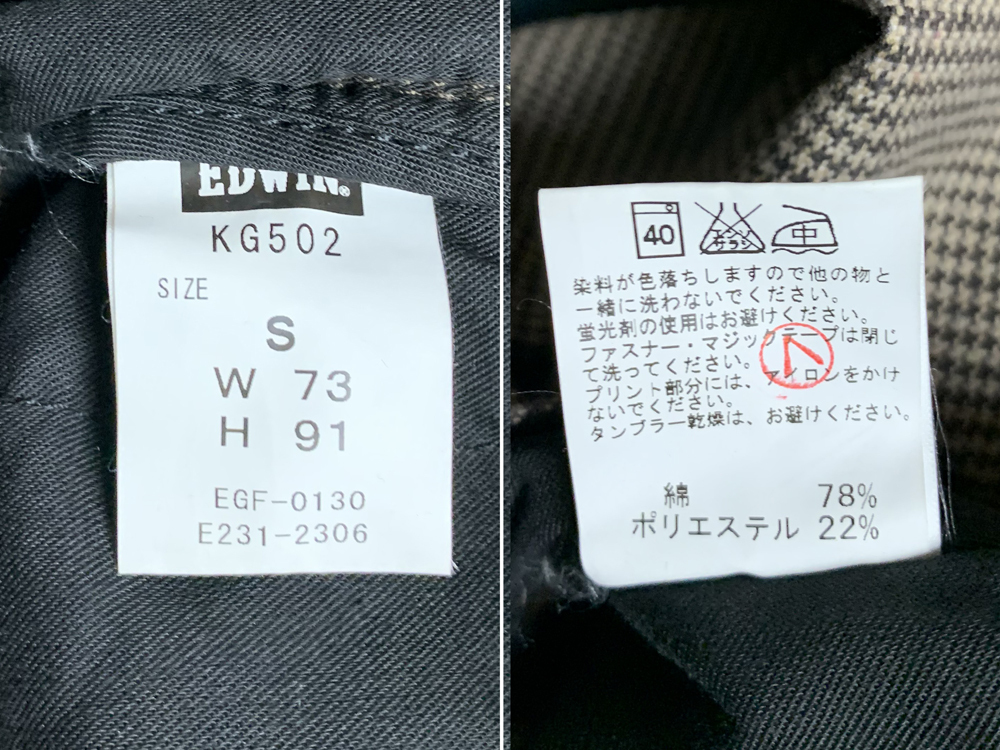 EDWIN®
KG502
SIZE
S
W 73
H 91
EGF-0130
E231-2306
40
エンソ
サラシ
中
染料が色落ちしますので他の物と
一緒に洗わないでください。
蛍光剤の使用はお避けください。
ファスナー・マジックテープは閉じ
て洗ってください。
プリント部分には、アイロンをかけ
ないでください。
タンブラー乾燥は、お避けください。
綿 78%
ポリエステル 22%